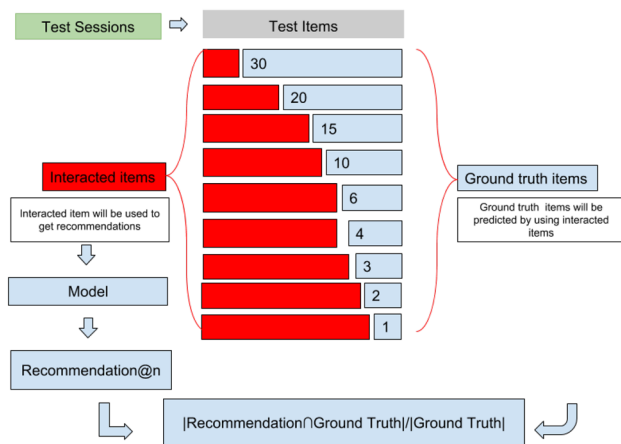 Test Sessions
Test Items
30
20
15
10
6
4
3
2
1
Interacted items
Interacted item will be used to
get recommendations
Model
Recommendation@n
Ground truth items
Ground truth items will be
predicted by using interacted
items
|Recommendation∩Ground Truth|/|Ground Truth|